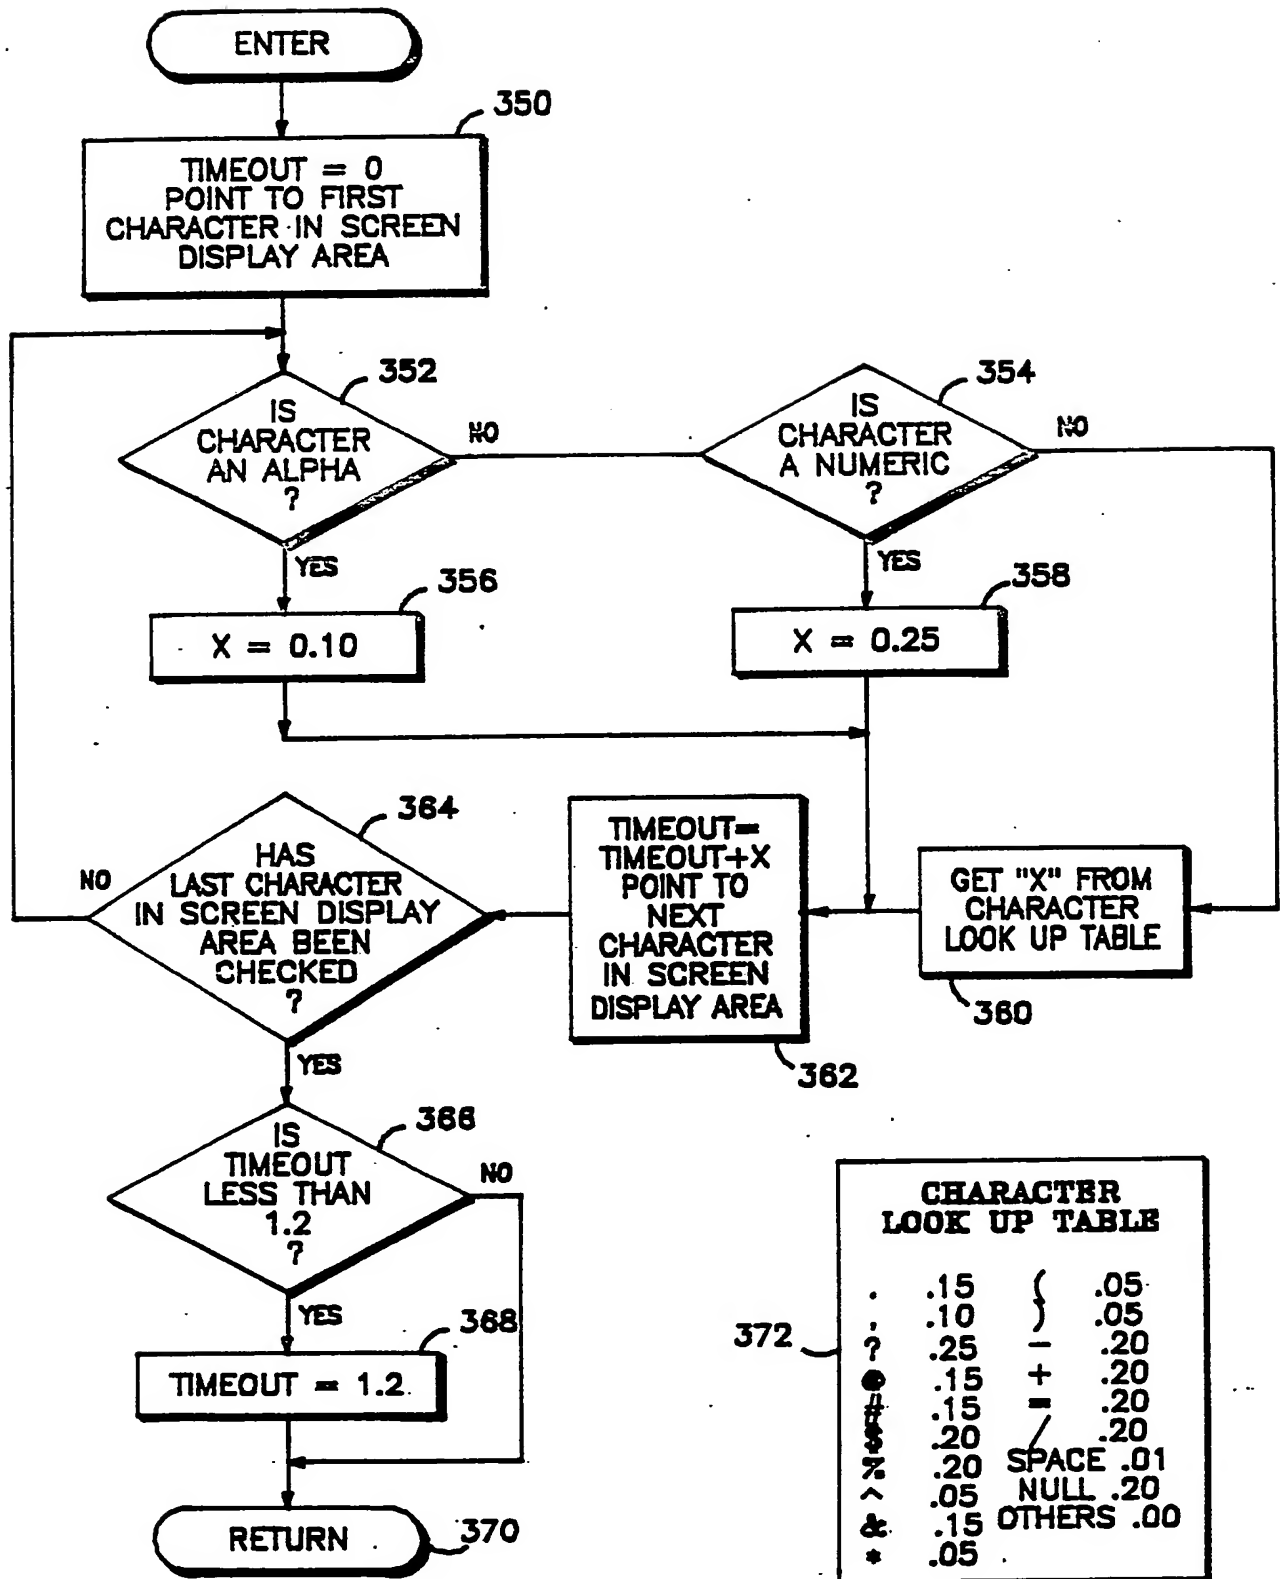 ENTER
350
TIMEOUT = 0
POINT TO FIRST
CHARACTER IN SCREEN
DISPLAY AREA
352
IS
CHARACTER
AN ALPHA
?
NO
YES
354
IS
CHARACTER
A NUMERIC
?
NO
YES
356
X = 0.10
358
X = 0.25
364
HAS
LAST CHARACTER
IN SCREEN DISPLAY
AREA BEEN
CHECKED
?
NO
YES
TIMEOUT=
TIMEOUT+X
POINT TO
NEXT
CHARACTER
IN SCREEN
DISPLAY AREA
362
GET "X" FROM
CHARACTER
LOOK UP TABLE
360
366
IS
TIMEOUT
LESS THAN
1.2
?
NO
YES
368
TIMEOUT = 1.2
RETURN
370
372
CHARACTER
LOOK UP TABLE
. .15 ( .05
, .10 ) .05
? .25 - .20
@ .15 + .20
# .15 = .20
$ .20 / .20
% .20 SPACE .01
^ .05 NULL .20
& .15 OTHERS .00
* .05